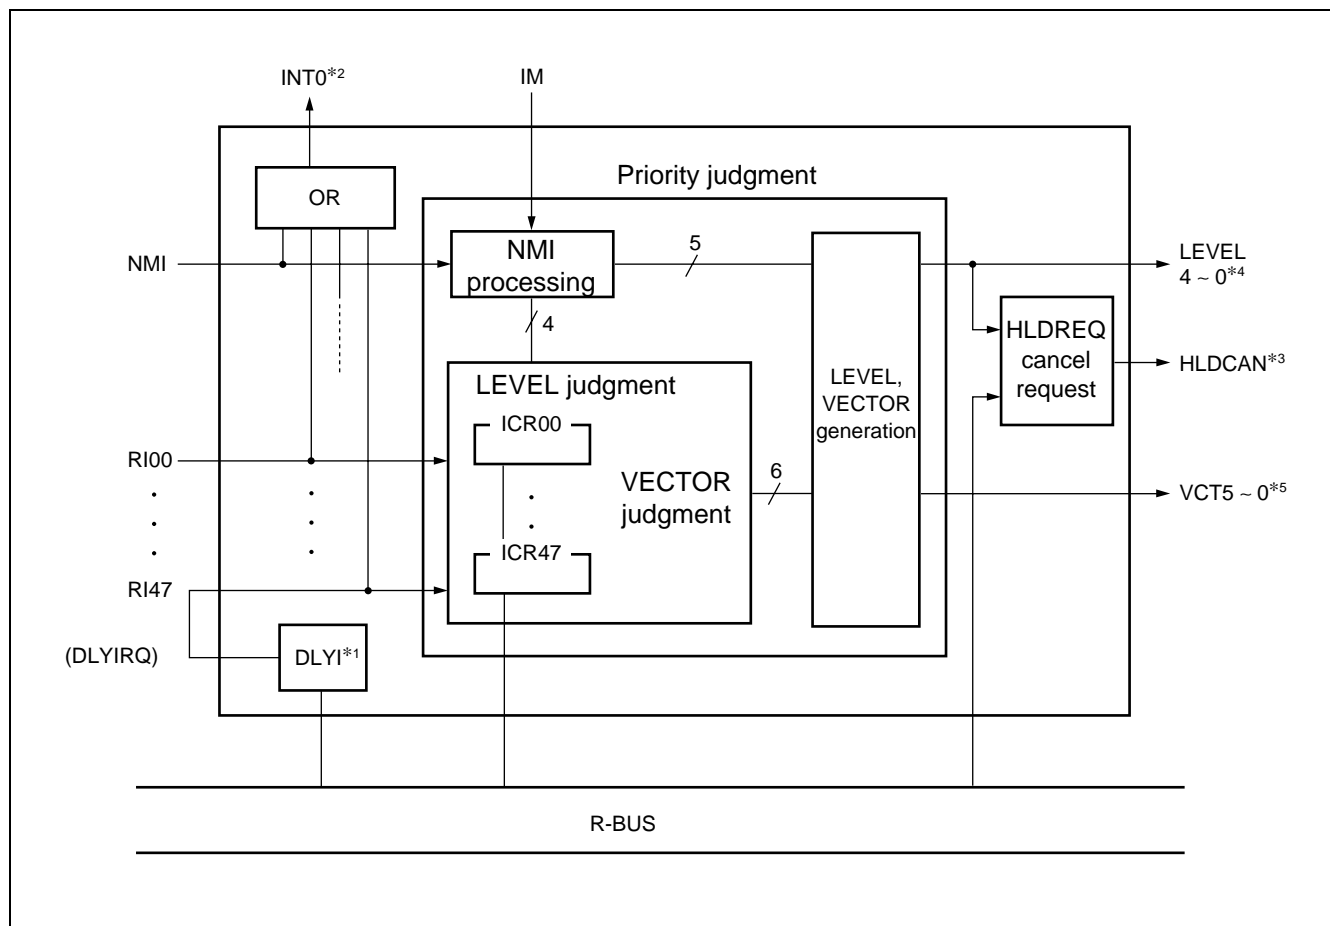 INT0*2
IM
Priority judgment
OR
NMI
NMI
processing
5
LEVEL
4 ~ 0*4
4
HLDREQ
cancel
request
HLDCAN*3
LEVEL judgment
LEVEL,
VECTOR
generation
ICR00
RI00
VECTOR
judgment
6
VCT5 ~ 0*5
ICR47
RI47
(DLYIRQ)
DLYI*1
R-BUS